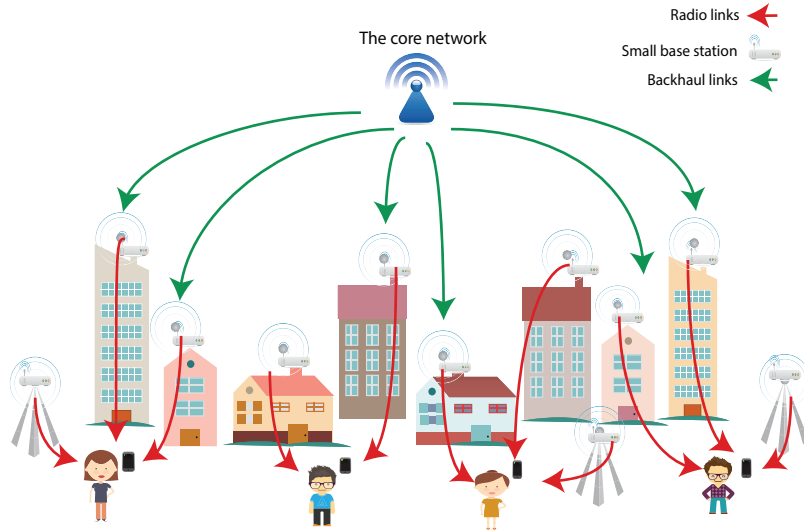 Radio links
The core network
Small base station
Backhaul links